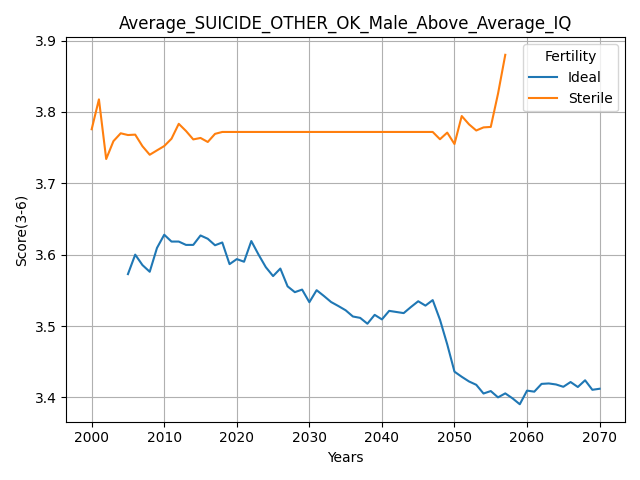 Average_SUICIDE_OTHER_OK_Male_Above_Average_IQ
Score(3-6)
3.9
3.8
3.7
3.6
3.5
3.4
Fertility
Ideal
Sterile
2000 2010 2020 2030 2040 2050 2060 2070
Years